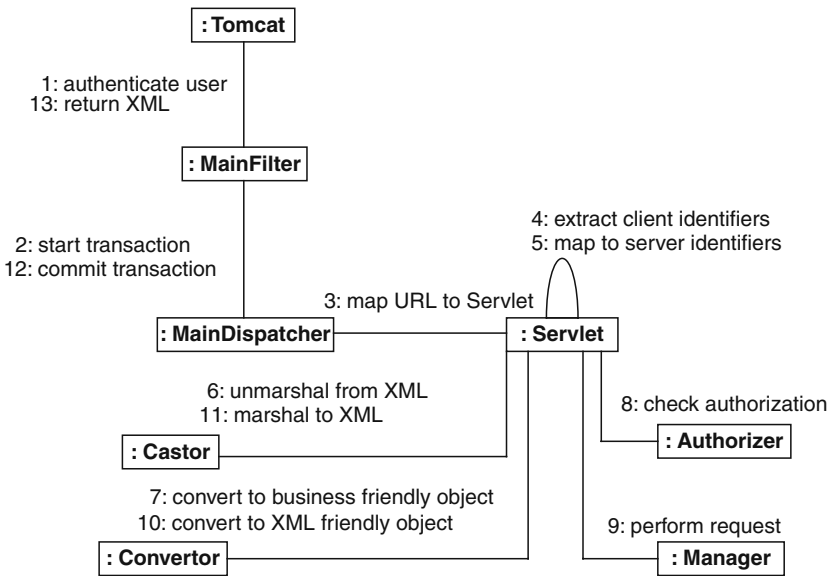 : Tomcat
1: authenticate user
13: return XML
: MainFilter
4: extract client identifiers
5: map to server identifiers
2: start transaction
12: commit transaction
3: map URL to Servlet
: MainDispatcher
: Servlet
6: unmarshal from XML
11: marshal to XML
8: check authorization
: Castor
: Authorizer
7: convert to business friendly object
10: convert to XML friendly object
9: perform request
: Convertor
: Manager